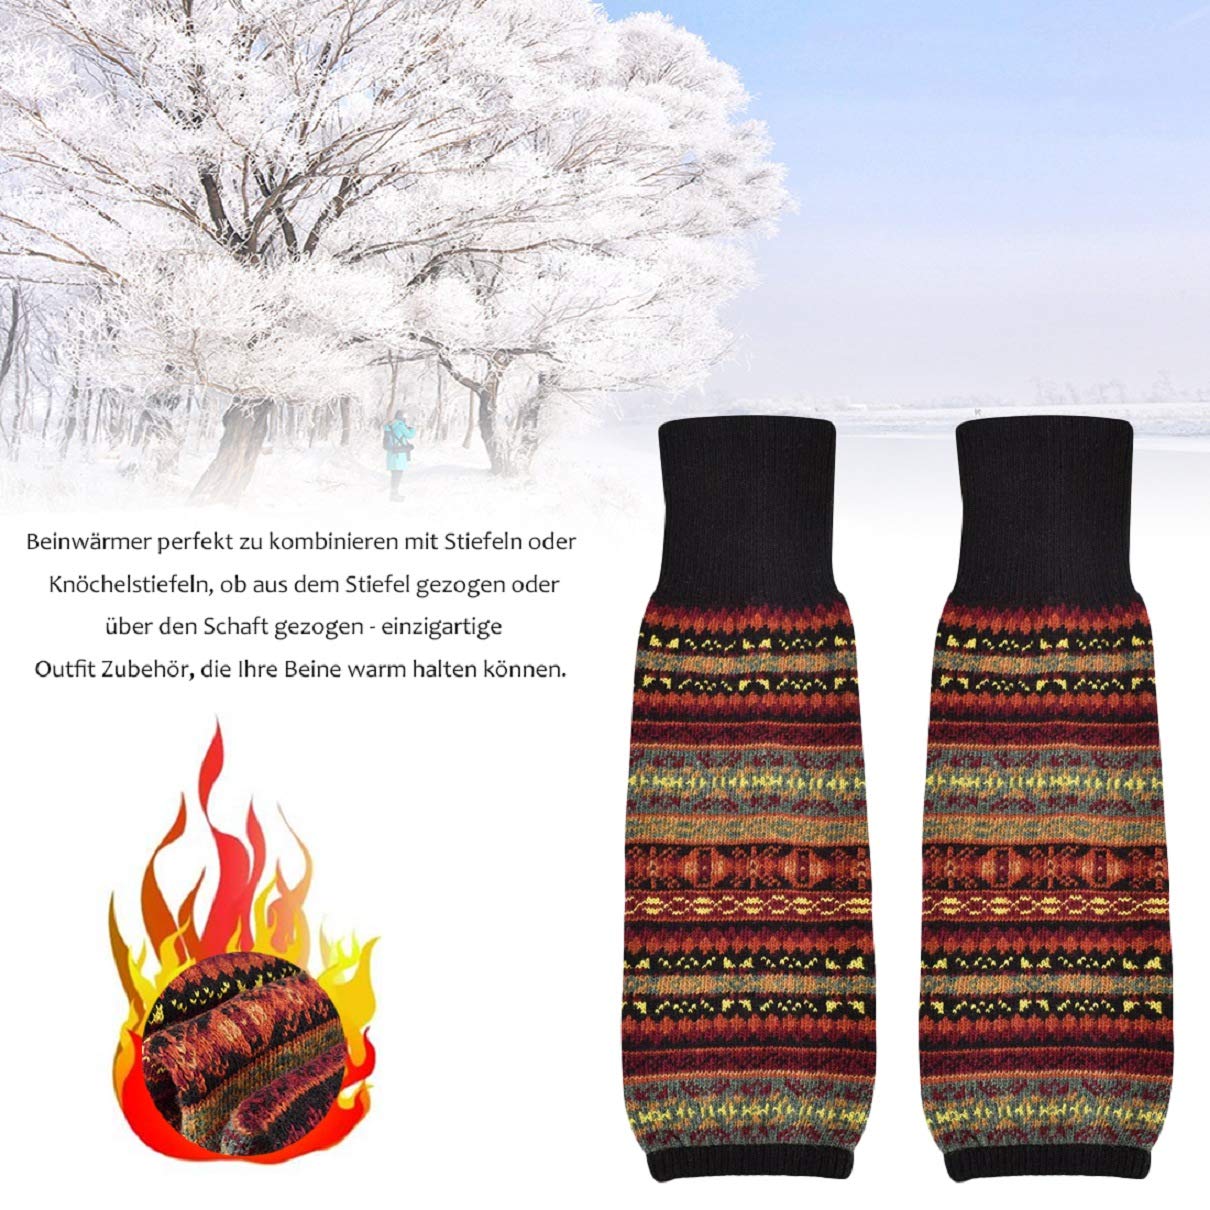 Beinwärmer perfekt zu kombinieren mit Stiefeln oder
Knöchelstiefeln, ob aus dem Stiefel gezogen oder
über den Schaft gezogen - einzigartige
Outfit Zubehör, die Ihre Beine warm halten können.